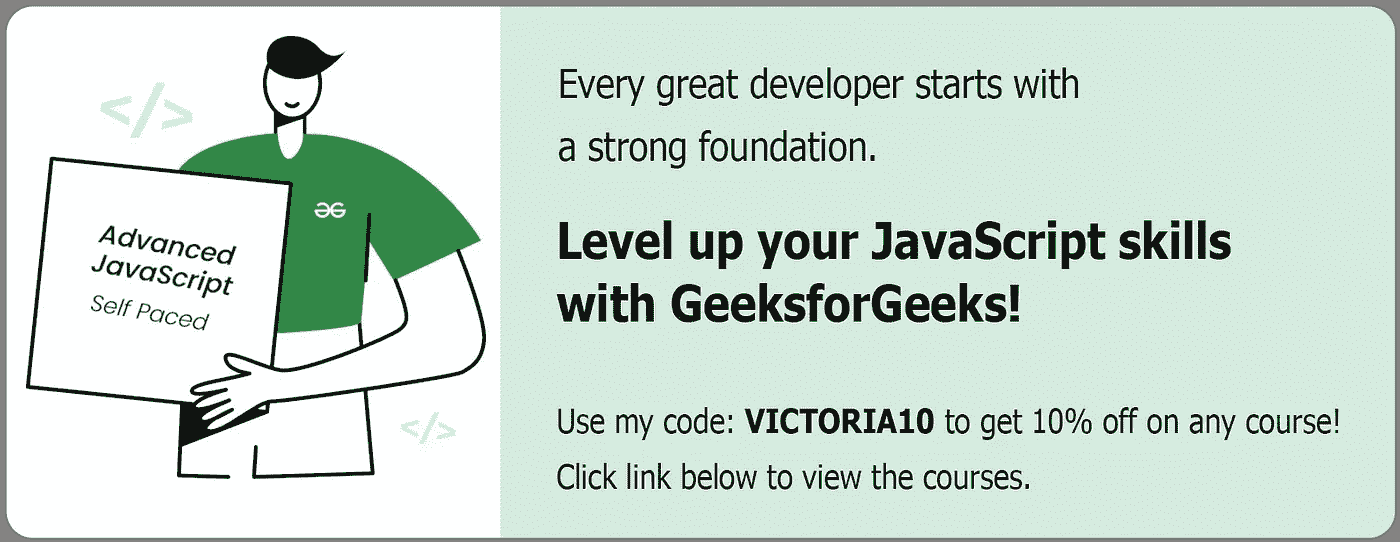 Advanced
JavaScript
Self Paced
Every great developer starts with
a strong foundation.
Level up your JavaScript skills
with GeeksforGeeks!
Use my code: VICTORIA10 to get 10% off on any course!
Click link below to view the courses.